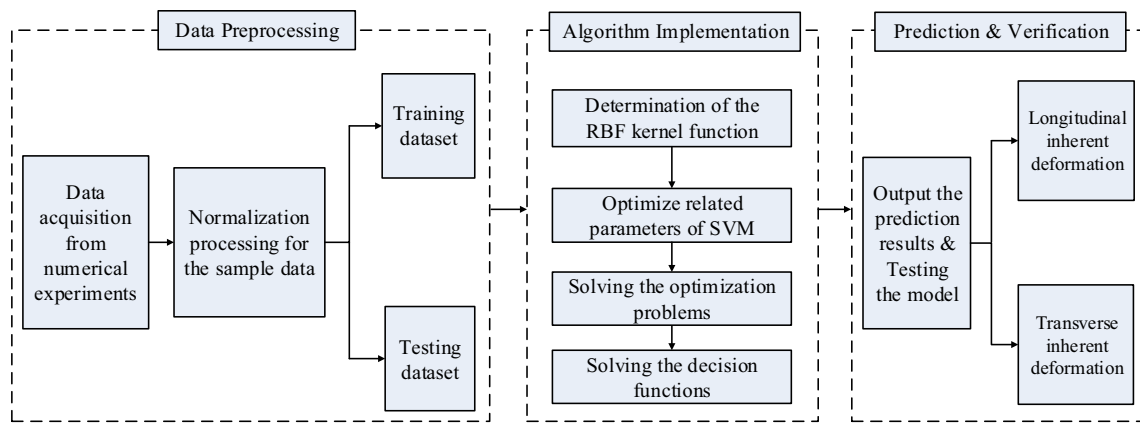 Data Preprocessing
Data
acquisition
from
numerical
experiments
Normalization
processing for
the sample data
Training
dataset
Testing
dataset
Algorithm Implementation
Determination of the
RBF kernel function
Optimize related
parameters of SVM
Solving the optimization
problems
Solving the decision
functions
Prediction & Verification
Output the
prediction
results &
Testing
the model
Longitudinal
inherent
deformation
Transverse
inherent
deformation